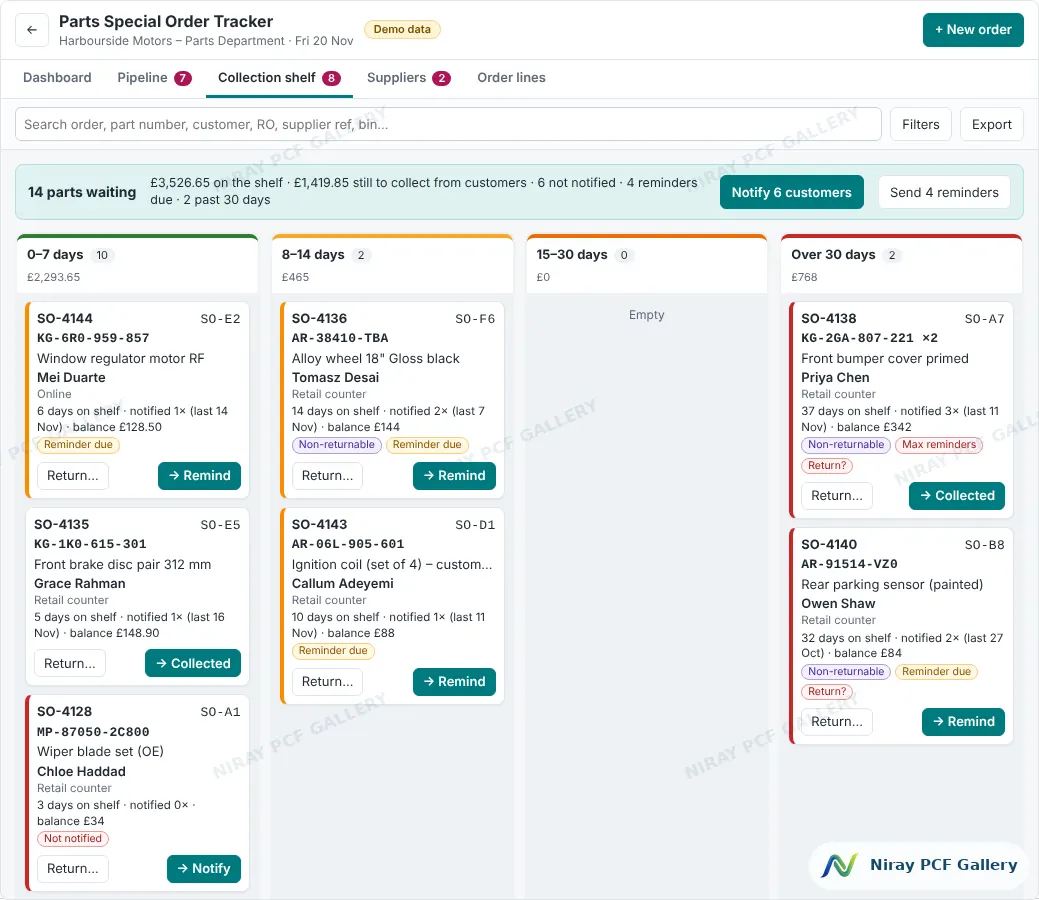 ←
Parts Special Order Tracker
Harbourside Motors – Parts Department · Fri 20 Nov
Demo data
+ New order
Dashboard
Pipeline 7
Collection shelf 8
Suppliers 2
Order lines
Search order, part number, customer, RO, supplier ref, bin...
Filters
Export
14 parts waiting
£3,526.65 on the shelf · £1,419.85 still to collect from customers · 6 not notified · 4 reminders
due · 2 past 30 days
Notify 6 customers
Send 4 reminders
0–7 days 10
£2,293.65
SO-4144 SO-E2
KG-6R0-959-857
Window regulator motor RF
Mei Duarte
Online
6 days on shelf · notified 1× (last 14
Nov) · balance £128.50
Reminder due
Return...
→ Remind
SO-4135 SO-E5
KG-1K0-615-301
Front brake disc pair 312 mm
Grace Rahman
Retail counter
5 days on shelf · notified 1× (last 16
Nov) · balance £148.90
Return...
→ Collected
SO-4128 SO-A1
MP-87050-2C800
Wiper blade set (OE)
Chloe Haddad
Retail counter
3 days on shelf · notified 0× ·
balance £34
Not notified
Return...
→ Notify
8–14 days 2
£465
SO-4136 SO-F6
AR-38410-TBA
Alloy wheel 18" Gloss black
Tomasz Desai
Retail counter
14 days on shelf · notified 2× (last 7
Nov) · balance £144
Non-returnable Reminder due
Return...
→ Remind
SO-4143 SO-D1
AR-06L-905-601
Ignition coil (set of 4) – custom...
Callum Adeyemi
Retail counter
10 days on shelf · notified 1× (last 11
Nov) · balance £88
Reminder due
Return...
→ Remind
15–30 days 0
£0
Empty
Over 30 days 2
£768
SO-4138 SO-A7
KG-2GA-807-221 ×2
Front bumper cover primed
Priya Chen
Retail counter
37 days on shelf · notified 3× (last 11
Nov) · balance £342
Non-returnable Max reminders
Return?
Return...
→ Collected
SO-4140 SO-B8
AR-91514-VZ0
Rear parking sensor (painted)
Owen Shaw
Retail counter
32 days on shelf · notified 2× (last 27
Oct) · balance £84
Non-returnable Reminder due
Return?
Return...
→ Remind
NIRAY PCF GALLERY
Niray PCF Gallery